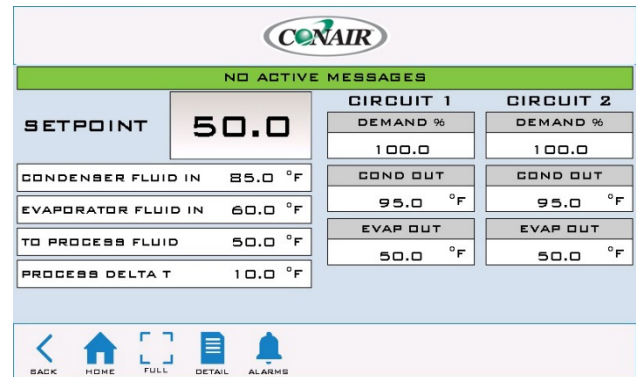 CONAIR
NO ACTIVE MESSAGES
SETPOINT 50.0
CONDENSER FLUID IN 85.0 °F
EVAPORATOR FLUID IN 60.0 °F
TO PROCESS FLUID 50.0 °F
PROCESS DELTA T 10.0 °F
CIRCUIT 1
DEMAND %
100.0
COND OUT
95.0 °F
EVAP OUT
50.0 °F
CIRCUIT 2
DEMAND %
100.0
COND OUT
95.0 °F
EVAP OUT
50.0 °F
BACK HOME FULL DETAIL ALARMS